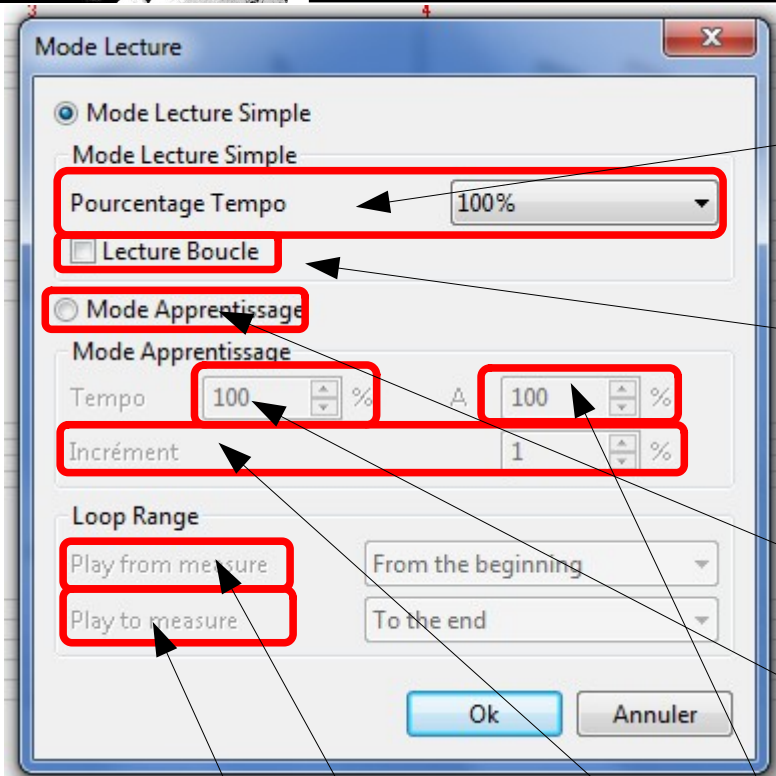 3 4
Mode Lecture
Mode Lecture Simple
Mode Lecture Simple
Pourcentage Tempo 100%
Lecture Boucle
Mode Apprentissage
Mode Apprentissage
Tempo 100 % A 100 %
Incrément 1 %
Loop Range
Play from measure From the beginning
Play to measure To the end
Ok Annuler